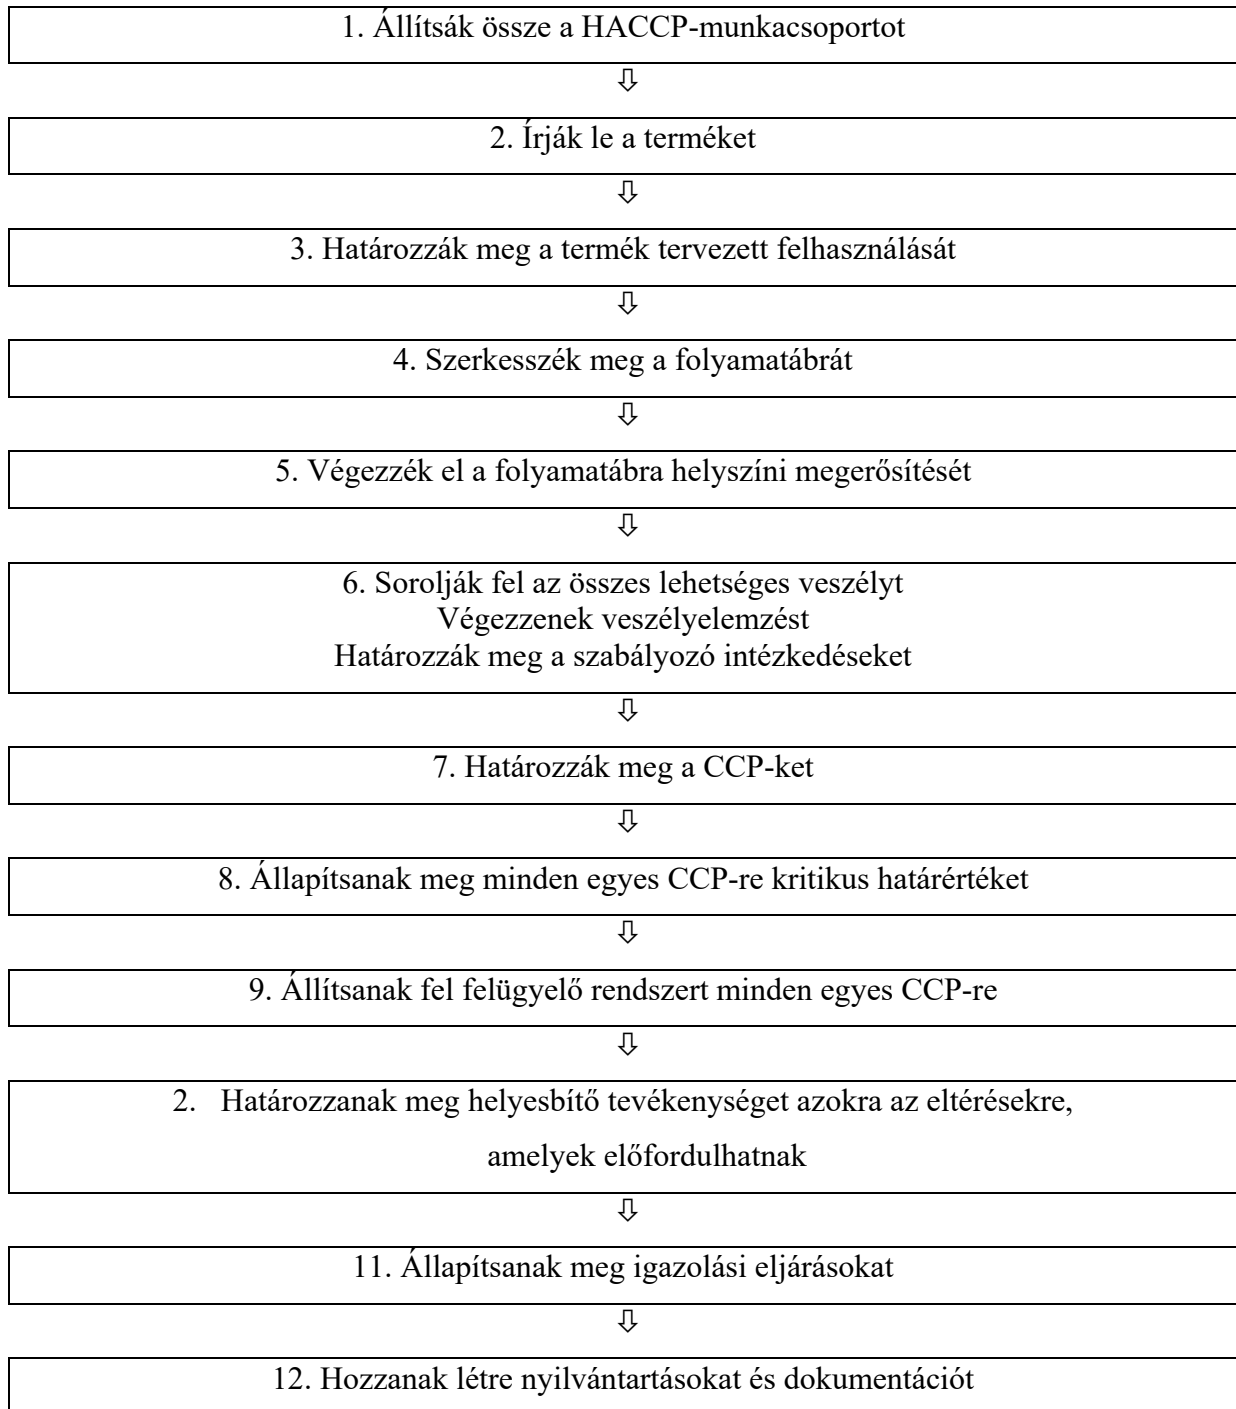 1. Állítsák össze a HACCP-munkacsoportot
⇩
2. Írják le a terméket
⇩
3. Határozzák meg a termék tervezett felhasználását
⇩
4. Szerkesszék meg a folyamatábrát
⇩
5. Végezzék el a folyamatábra helyszíni megerősítését
⇩
6. Sorolják fel az összes lehetséges veszélyt
Végezzenek veszélyelemzést
Határozzák meg a szabályozó intézkedéseket
⇩
7. Határozzák meg a CCP-ket
⇩
8. Állapítsanak meg minden egyes CCP-re kritikus határértéket
⇩
9. Állítsanak fel felügyelő rendszert minden egyes CCP-re
⇩
2. Határozzanak meg helyesbítő tevékenységet azokra az eltérésekre,
amelyek előfordulhatnak
⇩
11. Állapítsanak meg igazolási eljárásokat
⇩
12. Hozzanak létre nyilvántartásokat és dokumentációt